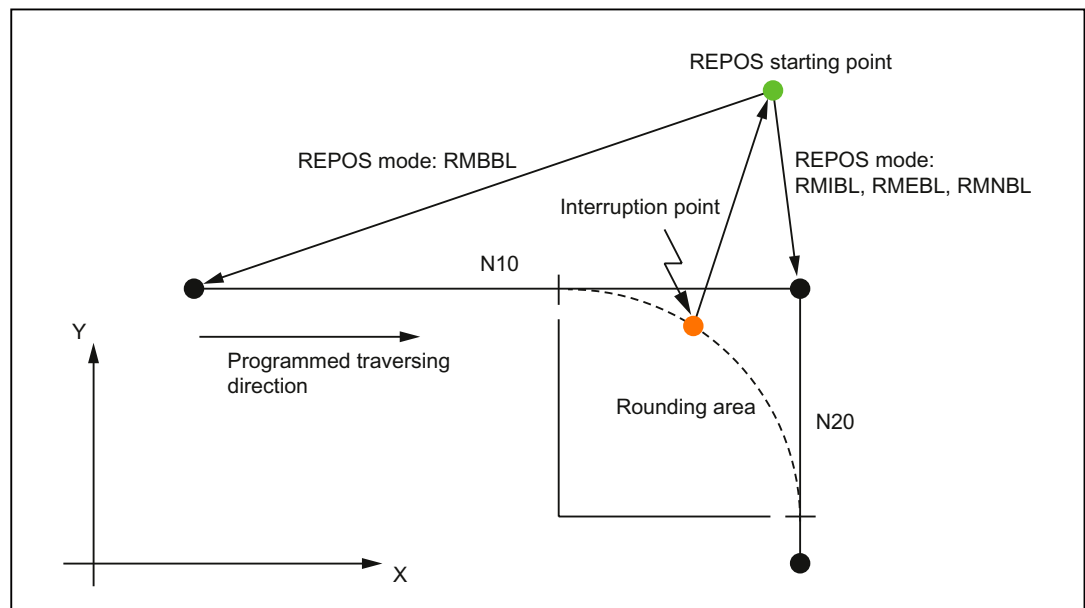 REPOS starting point
REPOS mode: RMBBL
REPOS mode:
RMIBL, RMEBL, RMNBL
Interruption point
N10
Y
Programmed traversing
direction
Rounding area
N20
X